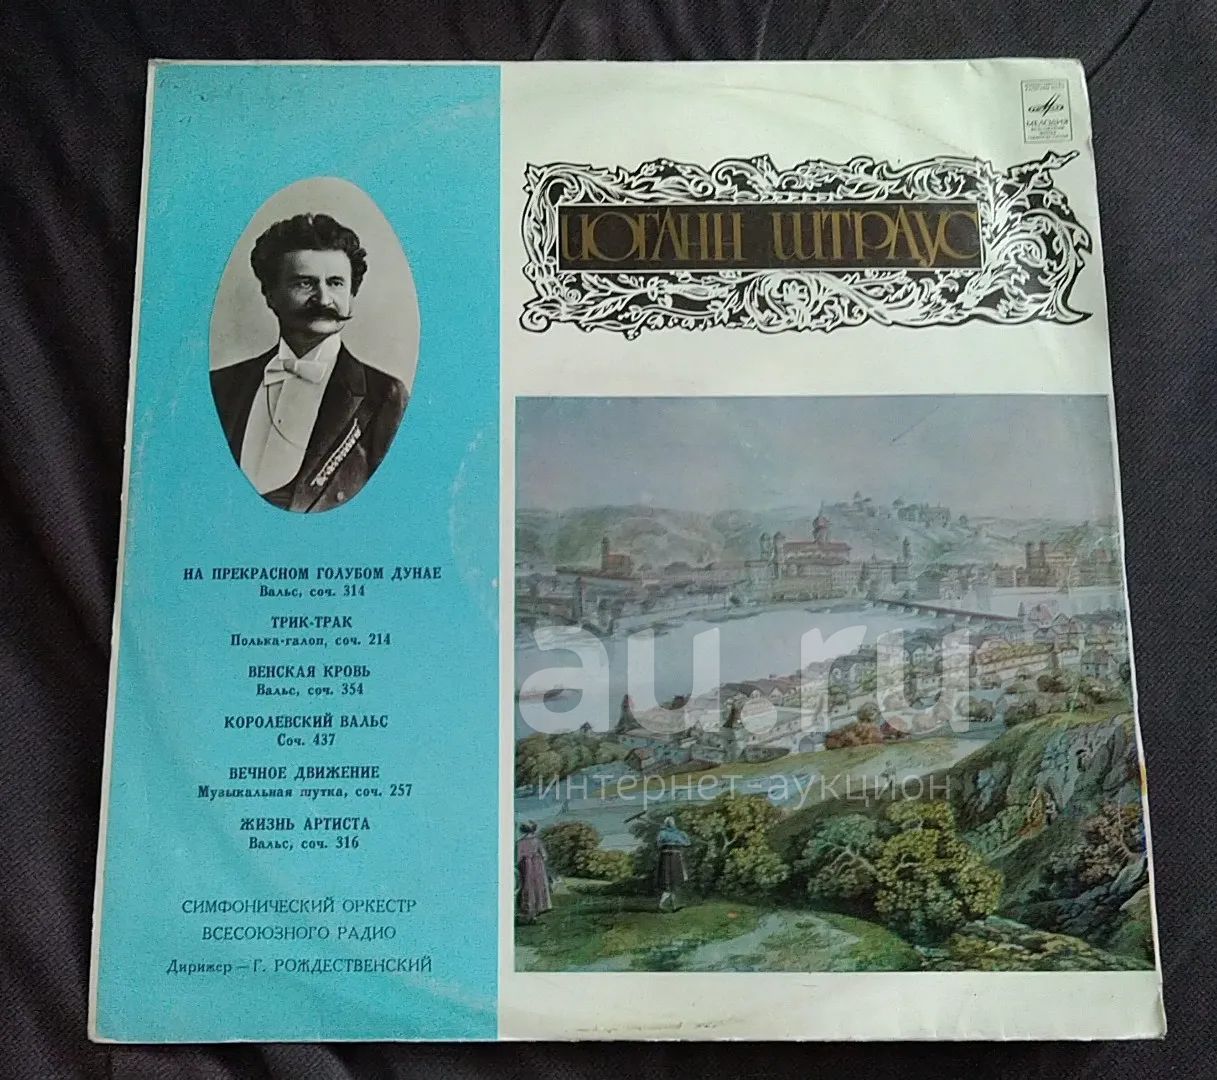 МЕЛОДИЯ
ИОГАНН ШТРАУС
НА ПРЕКРАСНОМ ГОЛУБОМ ДУНАЕ
Вальс, соч. 314
ТРИК-ТРАК
Полька-галоп, соч. 214
ВЕНСКАЯ КРОВЬ
Вальс, соч. 354
КОРОЛЕВСКИЙ ВАЛЬС
Соч. 437
ВЕЧНОЕ ДВИЖЕНИЕ
Музыкальная шутка, соч. 257
ЖИЗНЬ АРТИСТА
Вальс, соч. 316
СИМФОНИЧЕСКИЙ ОРКЕСТР
ВСЕСОЮЗНОГО РАДИО
Дирижер — Г. РОЖДЕСТВЕНСКИЙ
au.ru
интернет-аукцион